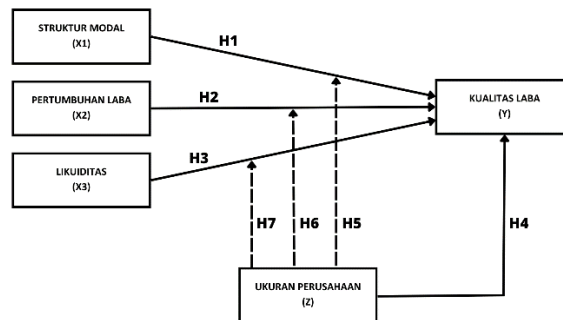 STRUKTUR MODAL
(X1)
H1
PERTUMBUHAN LABA
(X2)
H2
KUALITAS LABA
(Y)
LIKUIDITAS
(X3)
H3
H7
H6
H5
H4
UKURAN PERUSAHAAN
(Z)